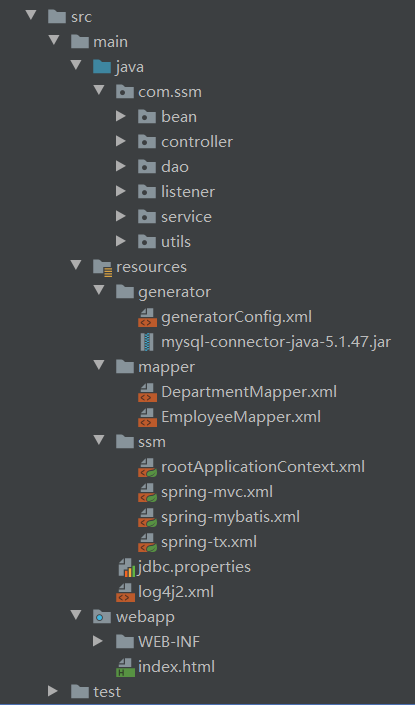 src
main
java
com.ssm
bean
controller
dao
listener
service
utils
resources
generator
generatorConfig.xml
mysql-connector-java-5.1.47.jar
mapper
DepartmentMapper.xml
EmployeeMapper.xml
ssm
rootApplicationContext.xml
spring-mvc.xml
spring-mybatis.xml
spring-tx.xml
jdbc.properties
log4j2.xml
webapp
WEB-INF
index.html
test